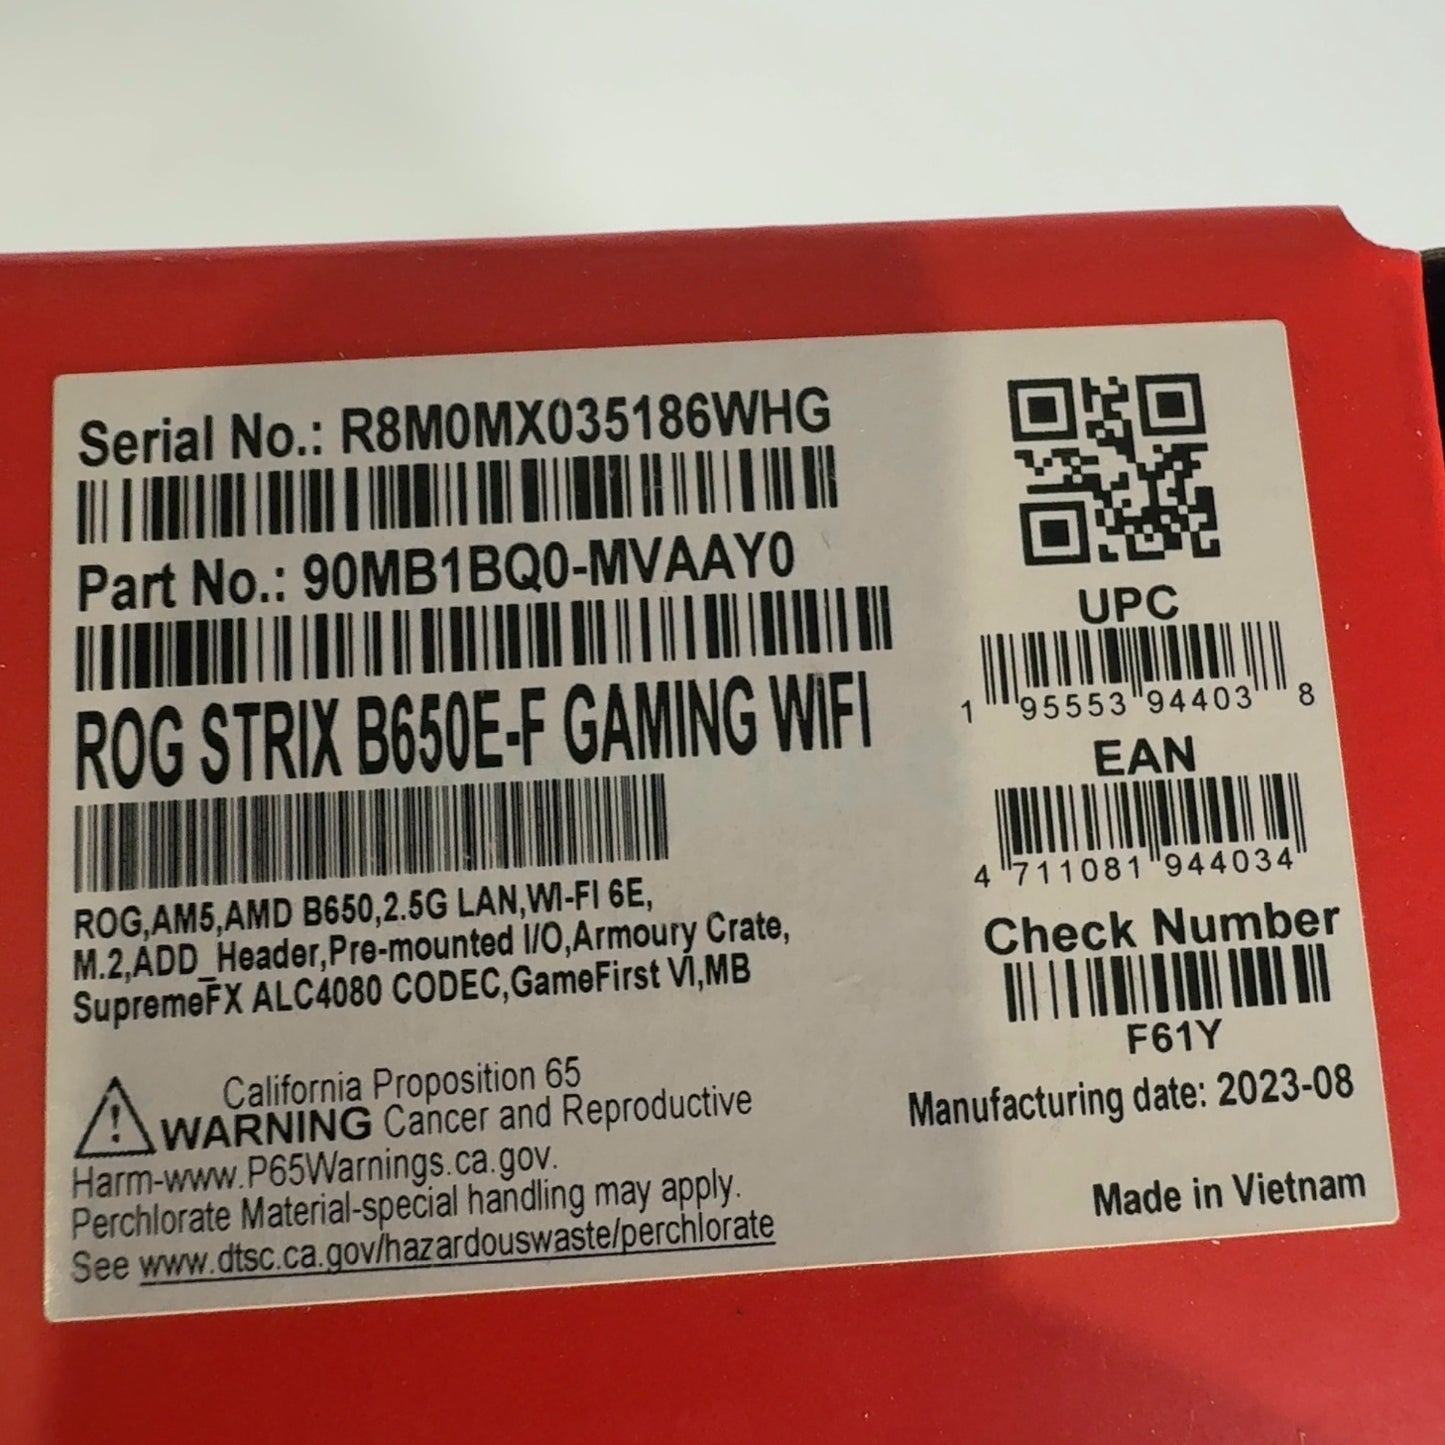 Serial No.: R8M0MX035186WHG
Part No.: 90MB1BQ0-MVAAY0
ROG STRIX B650E-F GAMING WIFI
ROG,AM5,AMD B650,2.5G LAN,WI-FI 6E,
M.2,ADD_Header,Pre-mounted I/O,Armoury Crate,
SupremeFX ALC4080 CODEC,GameFirst VI,MB
California Proposition 65
WARNING Cancer and Reproductive
Harm-www.P65Warnings.ca.gov.
Perchlorate Material-special handling may apply.
See www.dtsc.ca.gov/hazardouswaste/perchlorate
UPC
1 95553 94403 8
EAN
4 711081 944034
Check Number
F61Y
Manufacturing date: 2023-08
Made in Vietnam